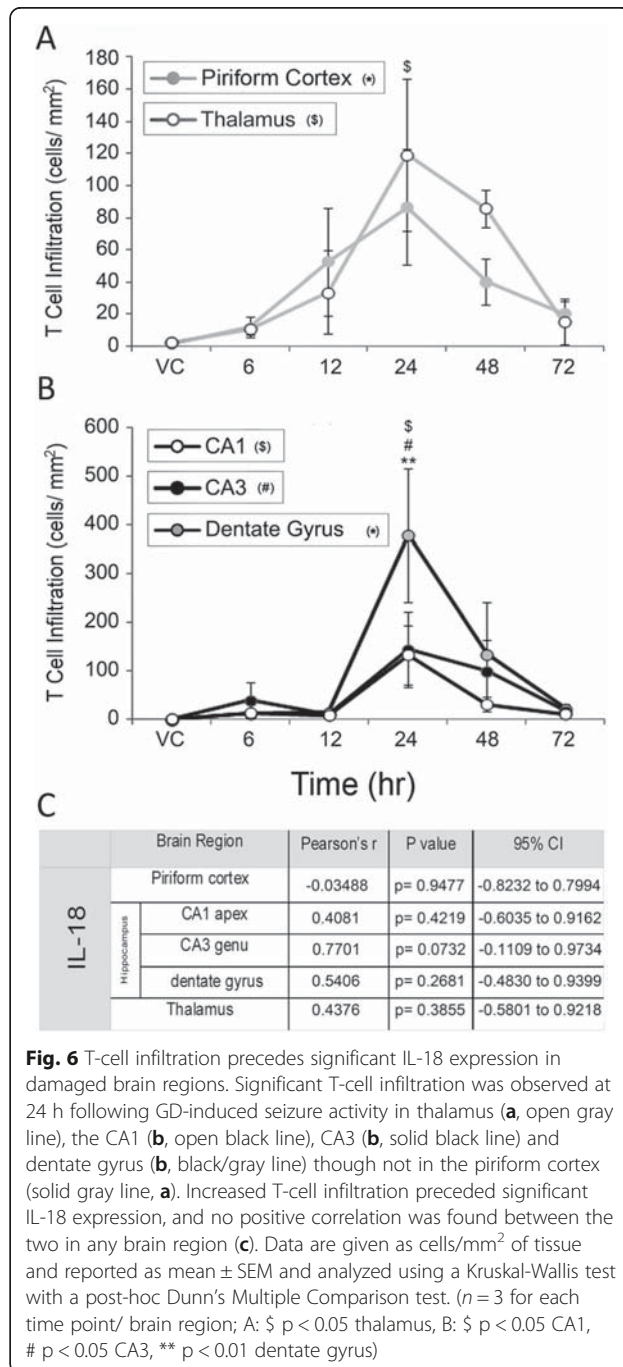 A
T Cell Infiltration (cells/ mm²)
180
160
140
120
100
80
60
40
20
0
Piriform Cortex (*)
Thalamus ($)
$
VC 6 12 24 48 72
B
T Cell Infiltration (cells/ mm²)
600
500
400
300
200
100
0
CA1 ($)
CA3 (#)
Dentate Gyrus (*)
$
#
**
VC 6 12 24 48 72
Time (hr)
C
IL-18
Hippocampus
Brain Region Pearson's r P value 95% CI
Piriform cortex -0.03488 p= 0.9477 -0.8232 to 0.7994
CA1 apex 0.4081 p= 0.4219 -0.6035 to 0.9162
CA3 genu 0.7701 p= 0.0732 -0.1109 to 0.9734
dentate gyrus 0.5406 p= 0.2681 -0.4830 to 0.9399
Thalamus 0.4376 p= 0.3855 -0.5801 to 0.9218
Fig. 6 T-cell infiltration precedes significant IL-18 expression in
damaged brain regions. Significant T-cell infiltration was observed at
24 h following GD-induced seizure activity in thalamus (a, open gray
line), the CA1 (b, open black line), CA3 (b, solid black line) and
dentate gyrus (b, black/gray line) though not in the piriform cortex
(solid gray line, a). Increased T-cell infiltration preceded significant
IL-18 expression, and no positive correlation was found between the
two in any brain region (c). Data are given as cells/mm² of tissue
and reported as mean ± SEM and analyzed using a Kruskal-Wallis test
with a post-hoc Dunn's Multiple Comparison test. (n = 3 for each
time point/ brain region; A: $ p < 0.05 thalamus, B: $ p < 0.05 CA1,
# p < 0.05 CA3, ** p < 0.01 dentate gyrus)